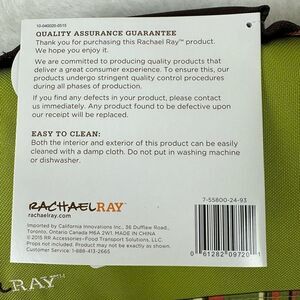 10-040020-0515
QUALITY ASSURANCE GUARANTEE
Thank you for purchasing this Rachael Ray™ product.
We hope you enjoy it.
We are committed to producing quality products that
deliver a great consumer experience. To ensure this, our
products undergo stringent quality control procedures
during all phases of production.
If you find any defects in your product, please contact
us immediately. Any product found to be defective upon
our receipt will be replaced.
EASY TO CLEAN:
Both the interior and exterior of this product can be easily
cleaned with a damp cloth. Do not put in washing machine
or dishwasher.
RACHAEL RAY™
rachaelray.com
Imported by California Innovations Inc., 36 Dufflaw Road,
Toronto, Ontario Canada M6A 2W1. MADE IN CHINA
©2015 RR Accessories - Food Transport Solutions, LLC.
Props not included. Product may not be exactly as shown.
Customer Service: 1-888-413-2665
7-55800-24-93
0 61282 09720 1
RAY™